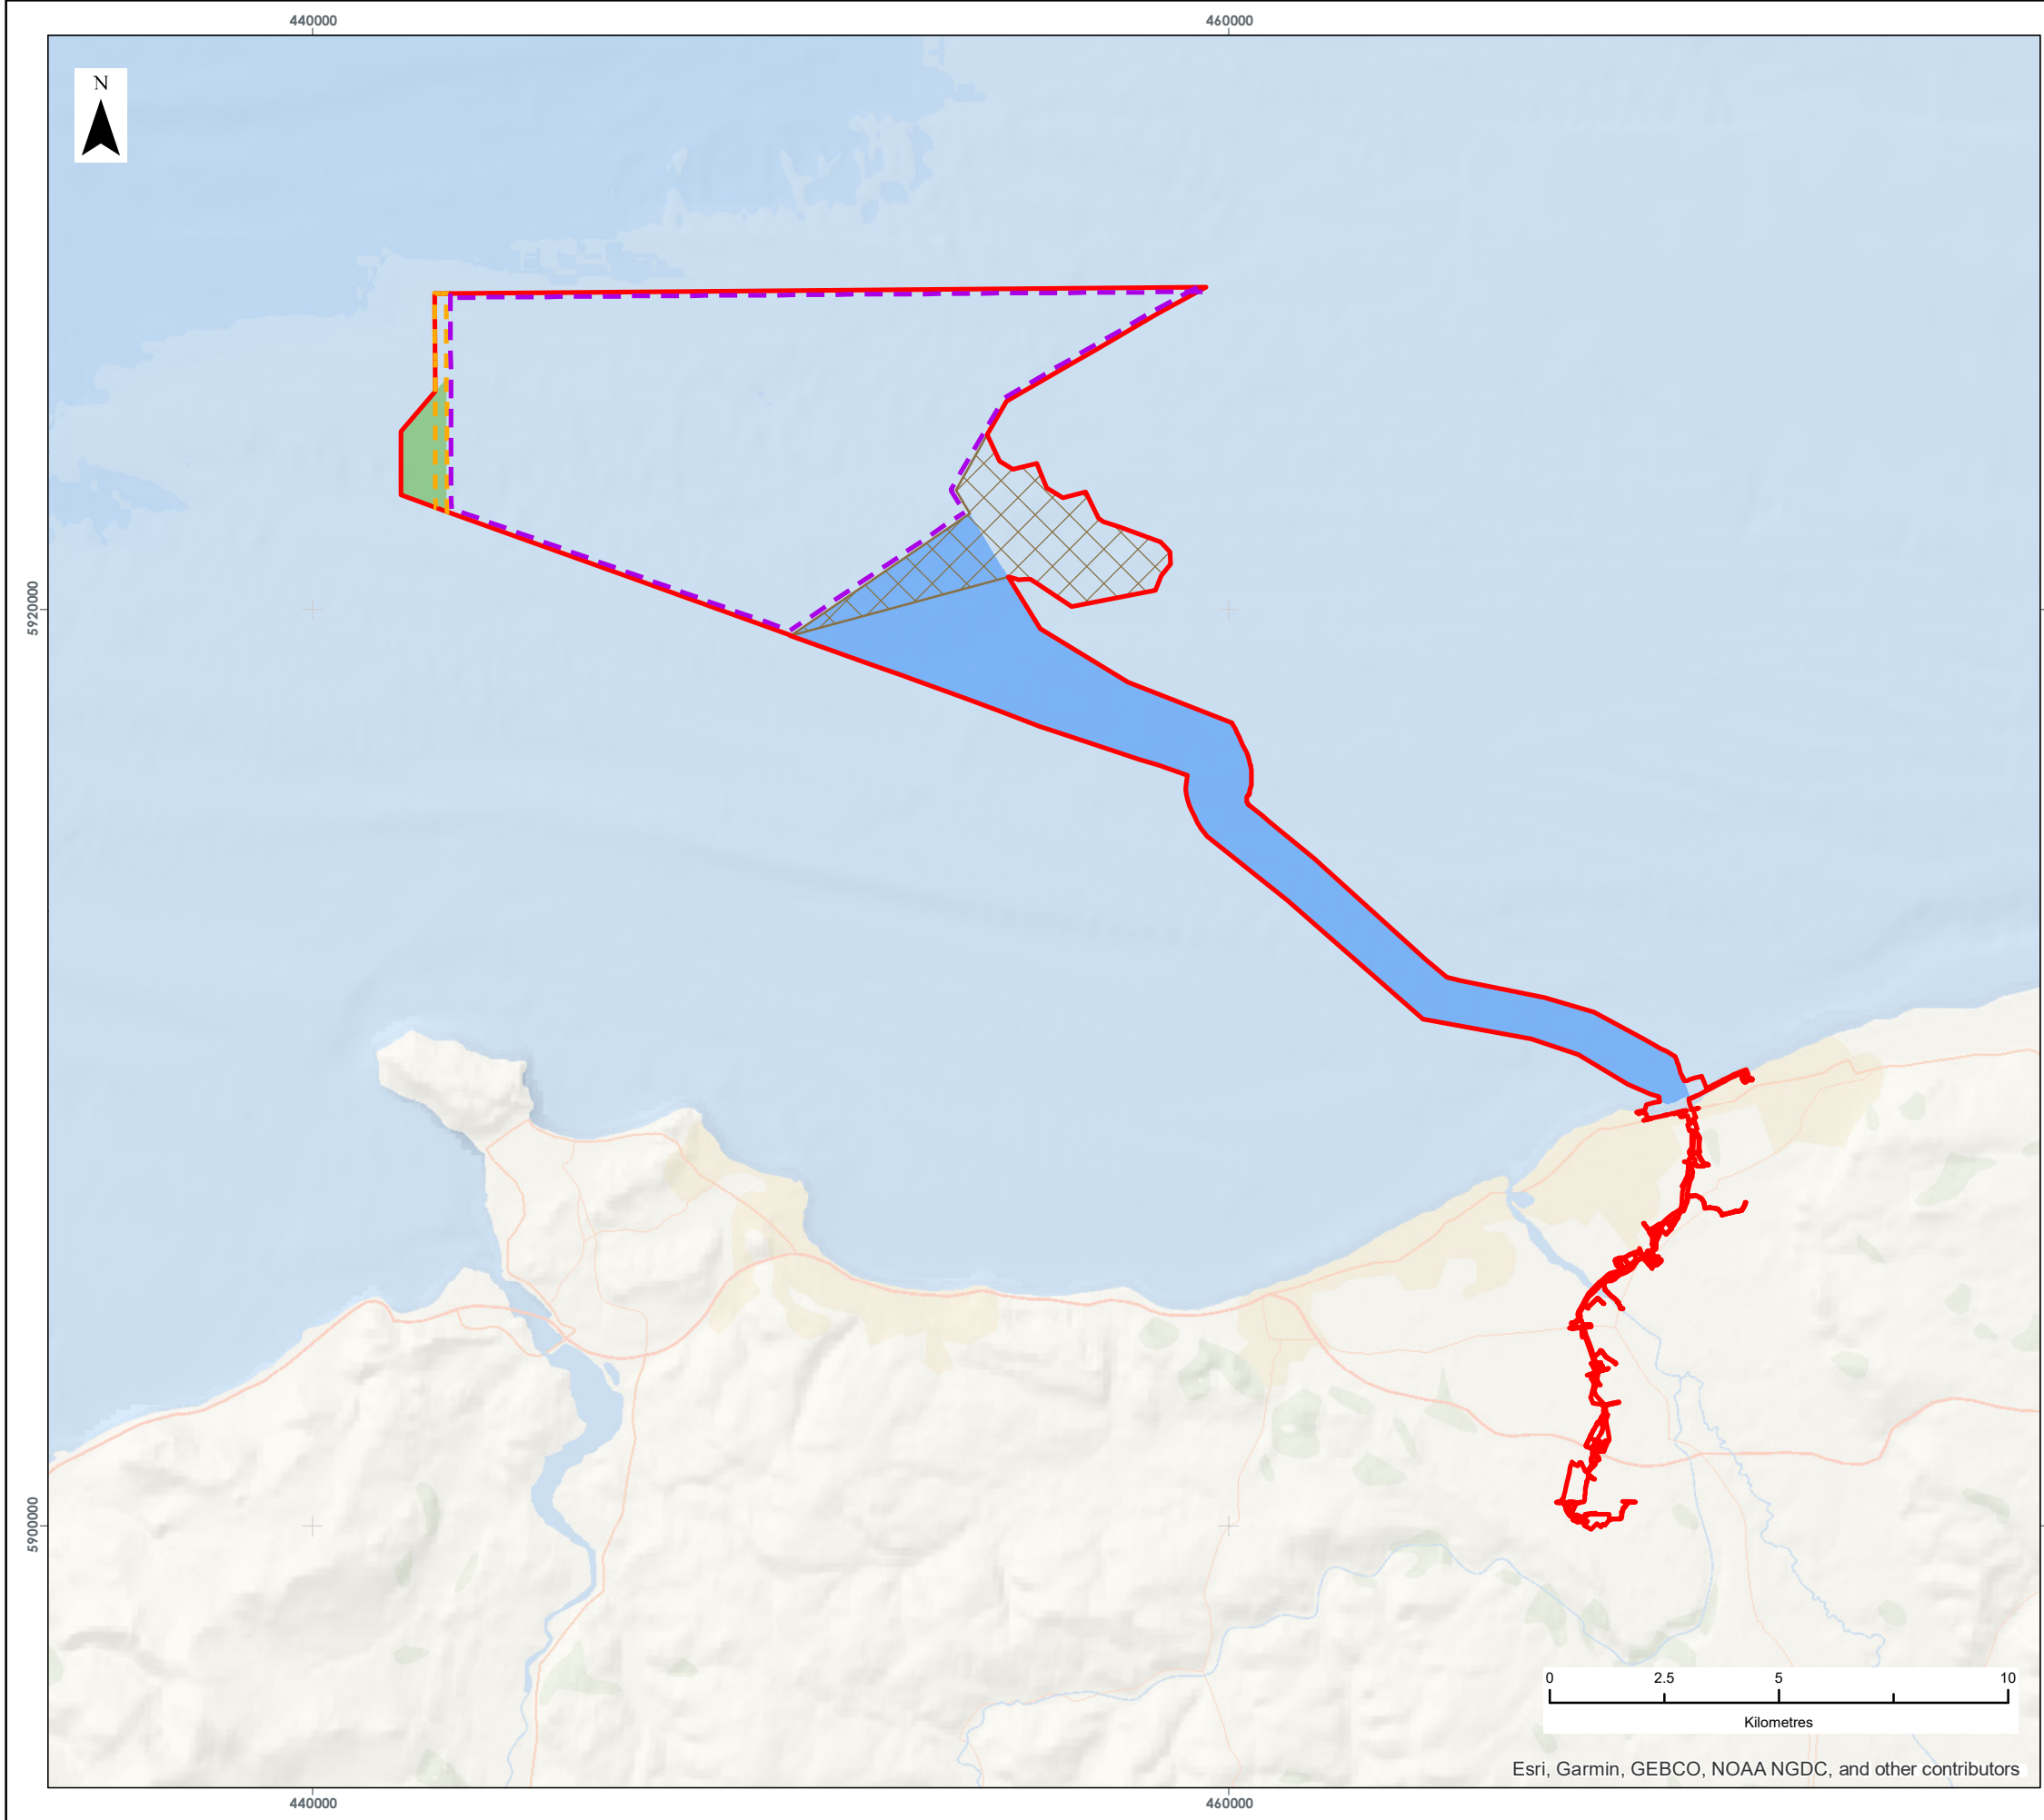 440000 460000
N
5920000
5900000
0 2.5 5 10
Kilometres
Esri, Garmin, GEBCO, NOAA NGDC, and other contributors
440000 460000